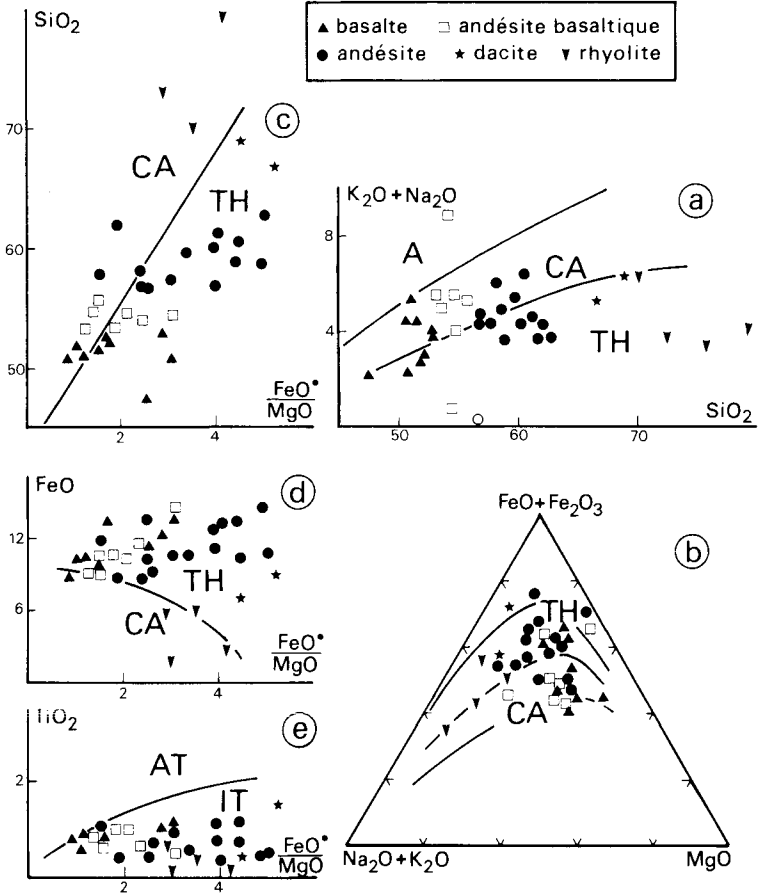 SiO2
▲ basalte □ andésite basaltique
● andésite ★ dacite ▼ rhyolite
70
60
50
2 4
CA
TH
FeO•
MgO
c
K2O+Na2O
a
8
4
A
CA
TH
50 60 70
SiO2
FeO
d
12
6
TH
CA
FeO•
MgO
2 4
FeO+Fe2O3
b
TH
CA
Na2O+K2O MgO
TiO2
e
AT
2
IT
FeO•
MgO
2 4